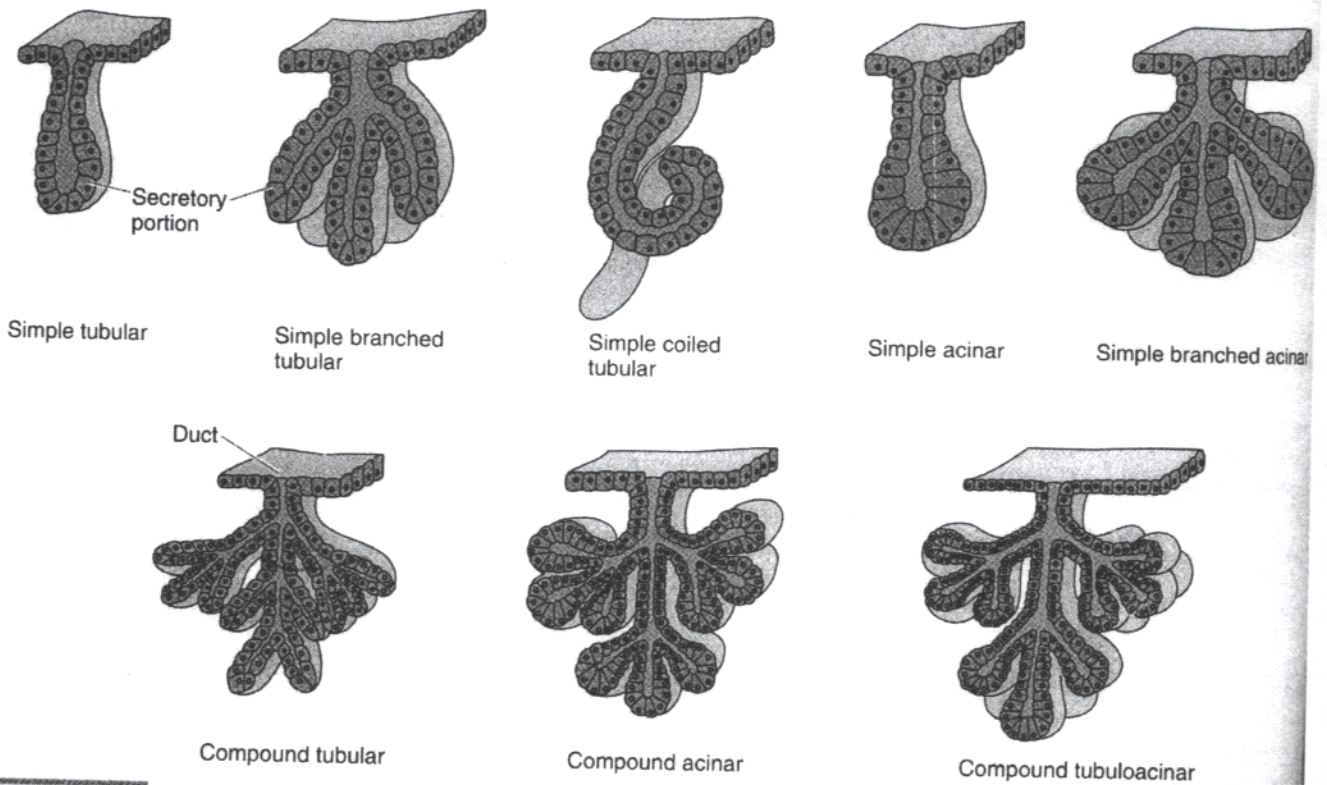 Secretory
portion
Simple tubular
Simple branched
tubular
Simple coiled
tubular
Simple acinar
Simple branched acinar
Duct
Compound tubular
Compound acinar
Compound tubuloacinar